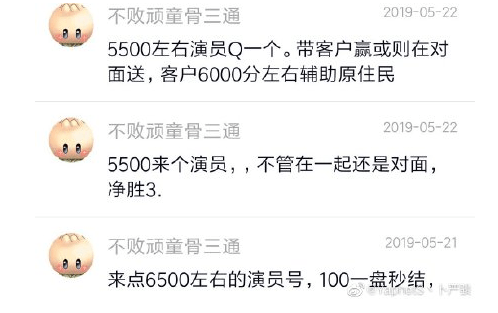 不败顽童骨三通
2019-05-22
5500左右演员Q一个。带客户赢或则在对
面送，客户6000分左右辅助原住民
不败顽童骨三通
2019-05-22
5500来个演员，，不管在一起还是对面，
净胜3.
不败顽童骨三通
2019-05-21
来点6500左右的演员号，100一盘秒结，